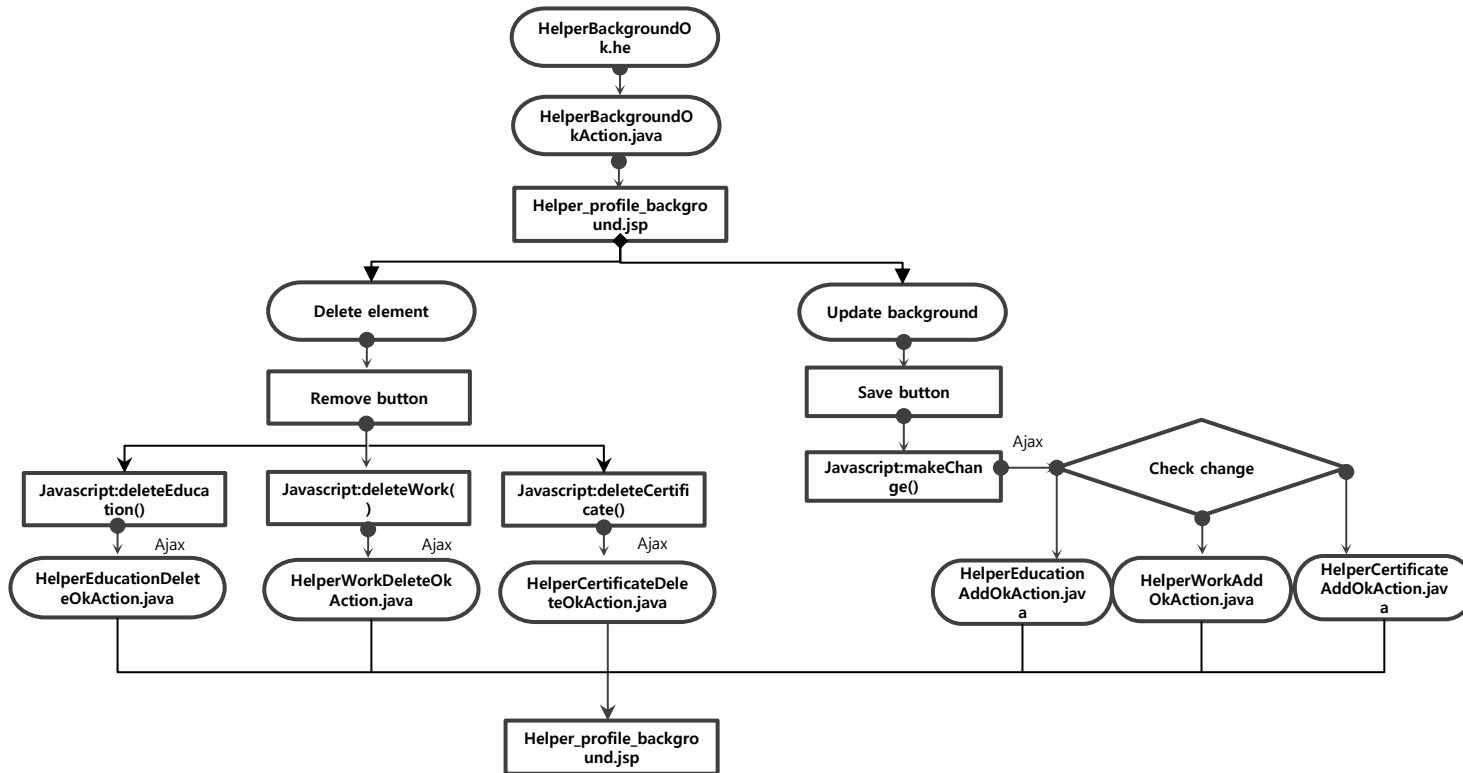 HelperBackgroundO
k.he
HelperBackgroundO
kAction.java
Helper_profile_backgro
und.jsp
Delete element
Update background
Remove button
Save button
Javascript:deleteEduca
tion()
Javascript:deleteWork(
)
Javascript:deleteCertifi
cate()
Javascript:makeChan
ge()
Ajax
Check change
Ajax
Ajax
Ajax
HelperEducationDelet
eOkAction.java
HelperWorkDeleteOk
Action.java
HelperCertificateDele
teOkAction.java
HelperEducation
AddOkAction.jav
a
HelperWorkAdd
OkAction.java
HelperCertificate
AddOkAction.jav
a
Helper_profile_backgro
und.jsp